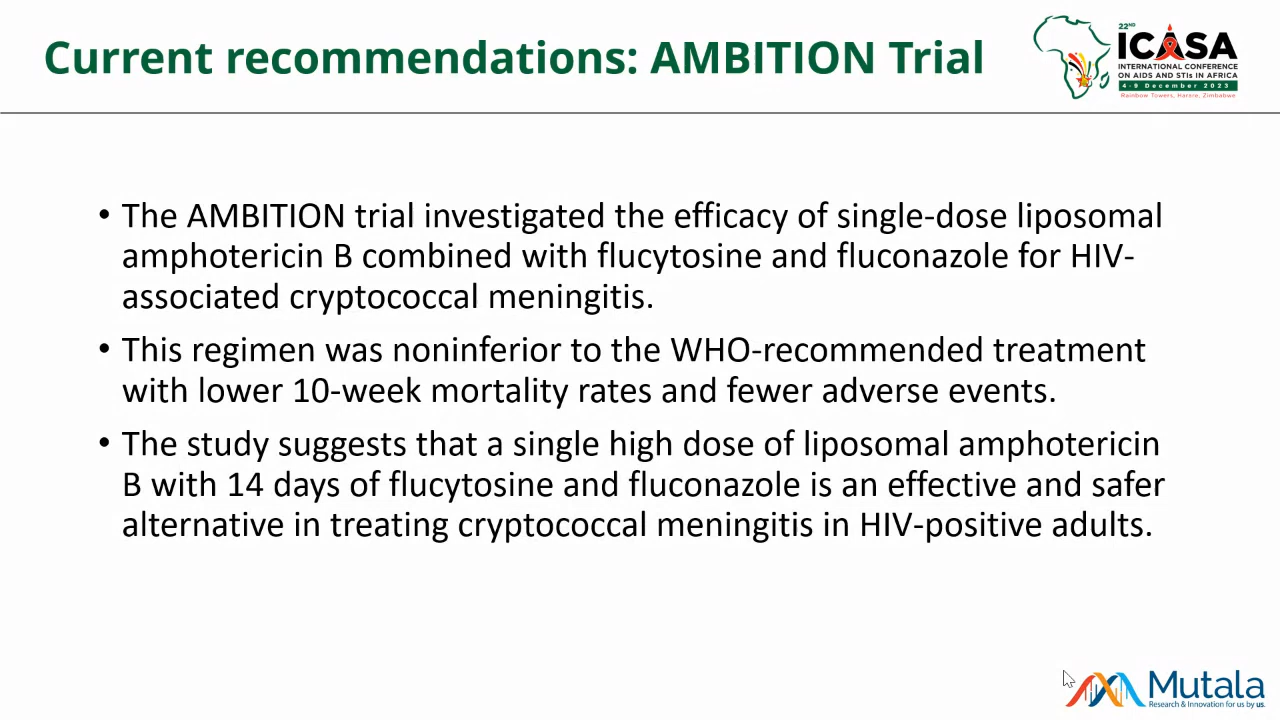 Current recommendations: AMBITION Trial
22ND
ICASA
INTERNATIONAL CONFERENCE
ON AIDS AND STIs IN AFRICA
4-9 December 2023
Rainbow Towers, Harare, Zimbabwe
• The AMBITION trial investigated the efficacy of single-dose liposomal
amphotericin B combined with flucytosine and fluconazole for HIV-
associated cryptococcal meningitis.
• This regimen was noninferior to the WHO-recommended treatment
with lower 10-week mortality rates and fewer adverse events.
• The study suggests that a single high dose of liposomal amphotericin
B with 14 days of flucytosine and fluconazole is an effective and safer
alternative in treating cryptococcal meningitis in HIV-positive adults.
Mutala
Research & Innovation for us by us.